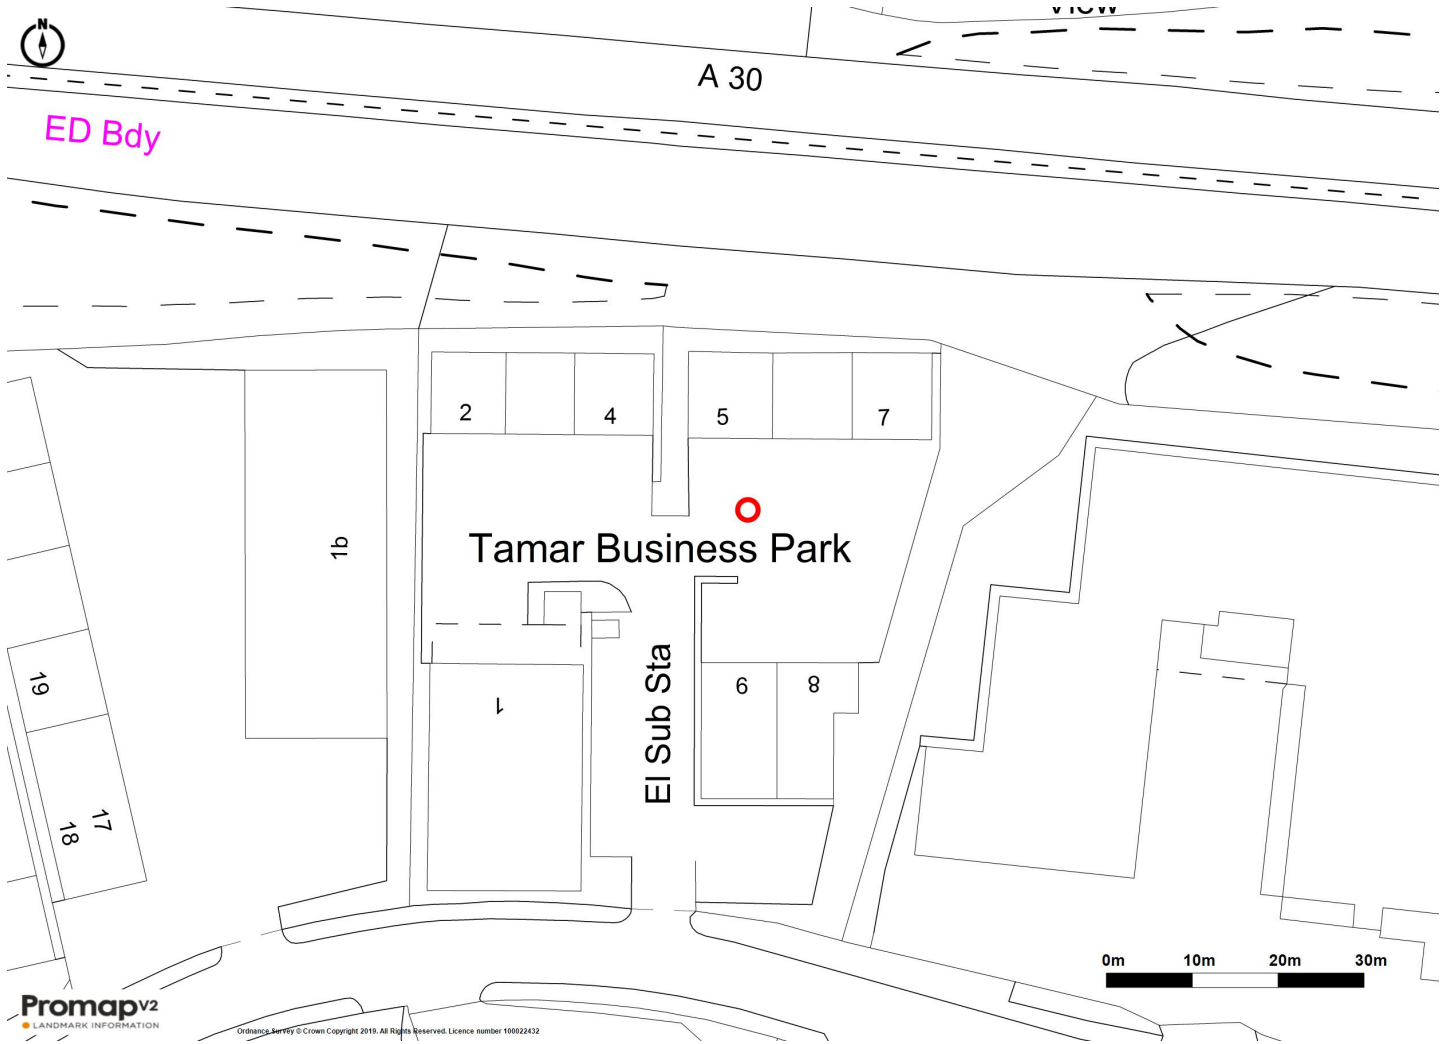 View
N
A 30
ED Bdy
2
4
5
7
1b
Tamar Business Park
19
1
El Sub Sta
9
8
17
18
0m 10m 20m 30m
Promap V2
LANDMARK INFORMATION
Ordnance Survey © Crown Copyright 2019. All Rights Reserved. Licence number 100022432